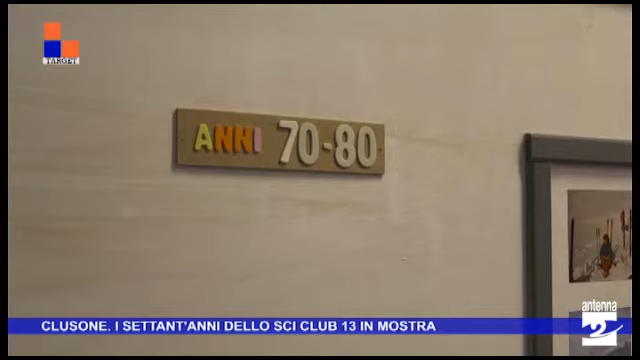 TARGET
ANNI 70-80
antenna
2
CLUSONE. I SETTANT'ANNI DELLO SCI CLUB 13 IN MOSTRA